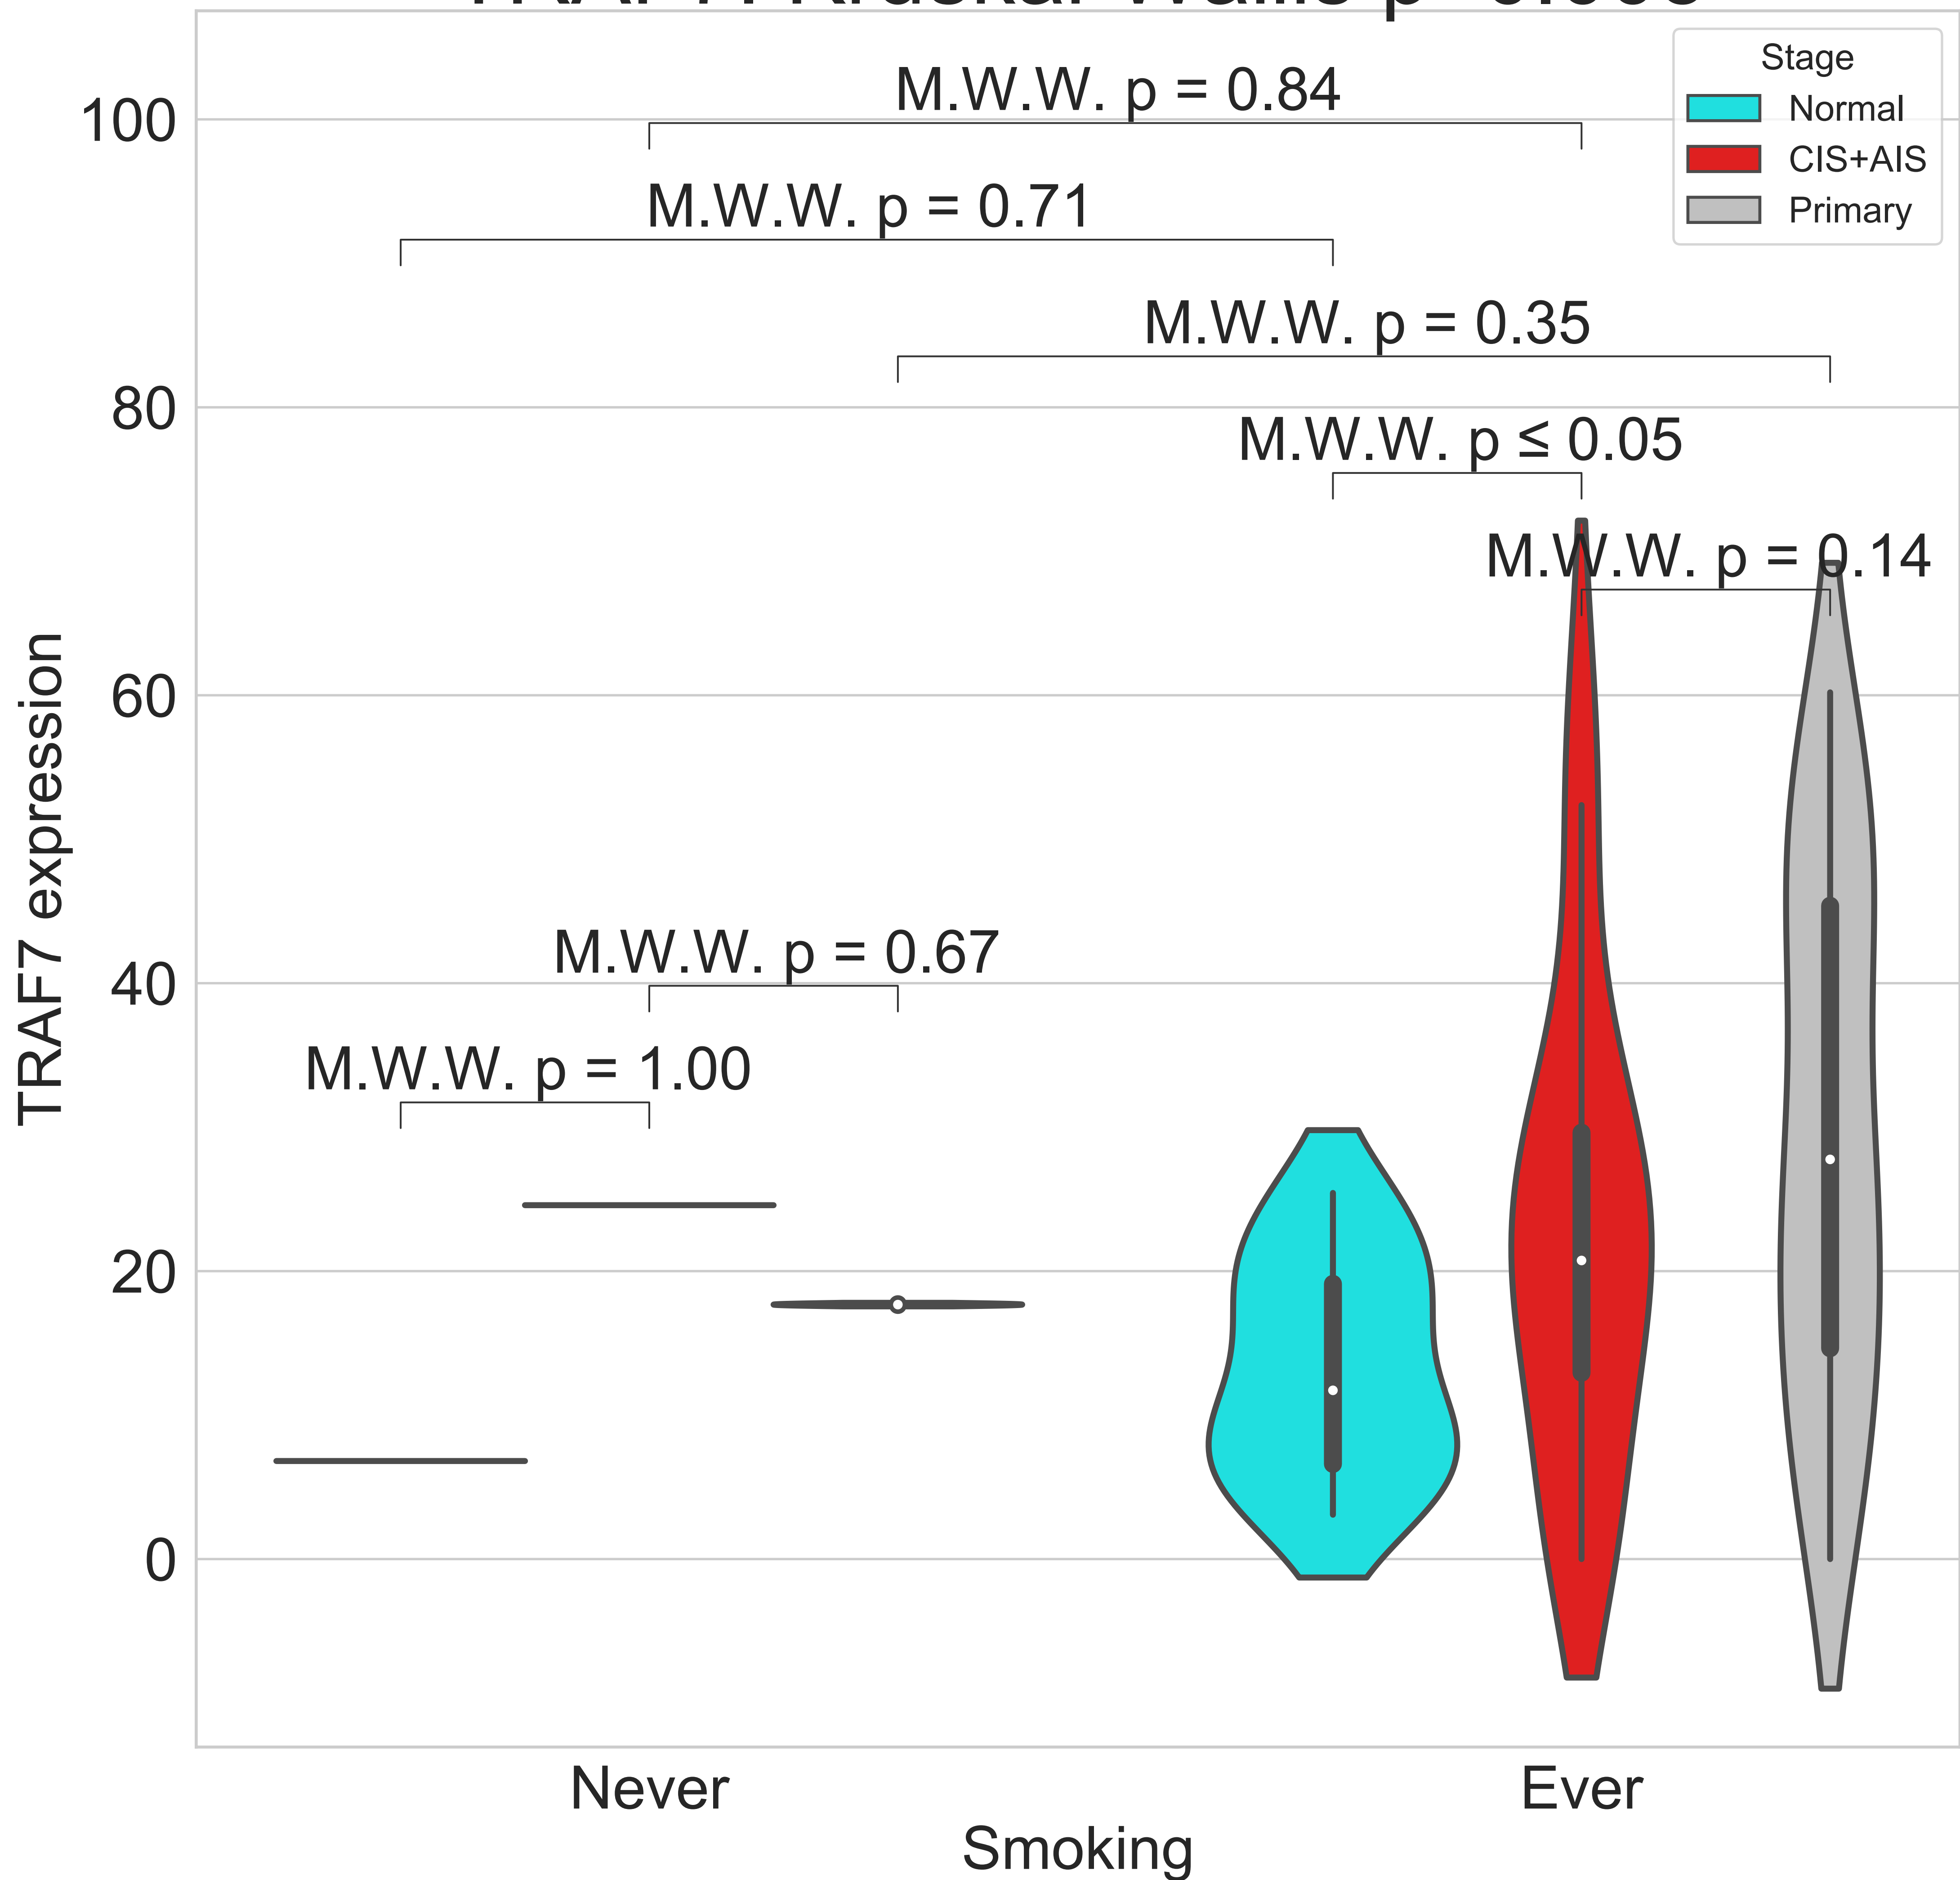 Stage
Normal
CIS+AIS
Primary
M.W.W. p = 0.84
M.W.W. p = 0.71
M.W.W. p = 0.35
M.W.W. p ≤ 0.05
M.W.W. p = 0.14
M.W.W. p = 0.67
M.W.W. p = 1.00
100
80
60
40
20
0
TRAF7 expression
Never
Ever
Smoking